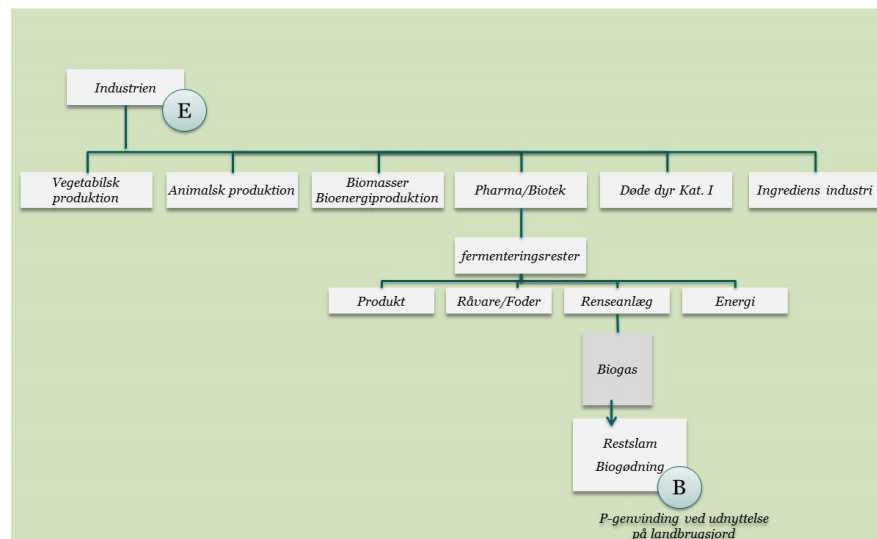 Industrien
E
Vegetabilsk
produktion
Animalsk produktion
Biomasser
Bioenergiproduktion
Pharma/Biotek
Døde dyr Kat. I
Ingrediens industri
fermenteringsrester
Produkt
Råvare/Foder
Renseanlæg
Energi
Biogas
Restslam
Biogødning
B
P-genvinding ved udnyttelse
på landbrugsjord